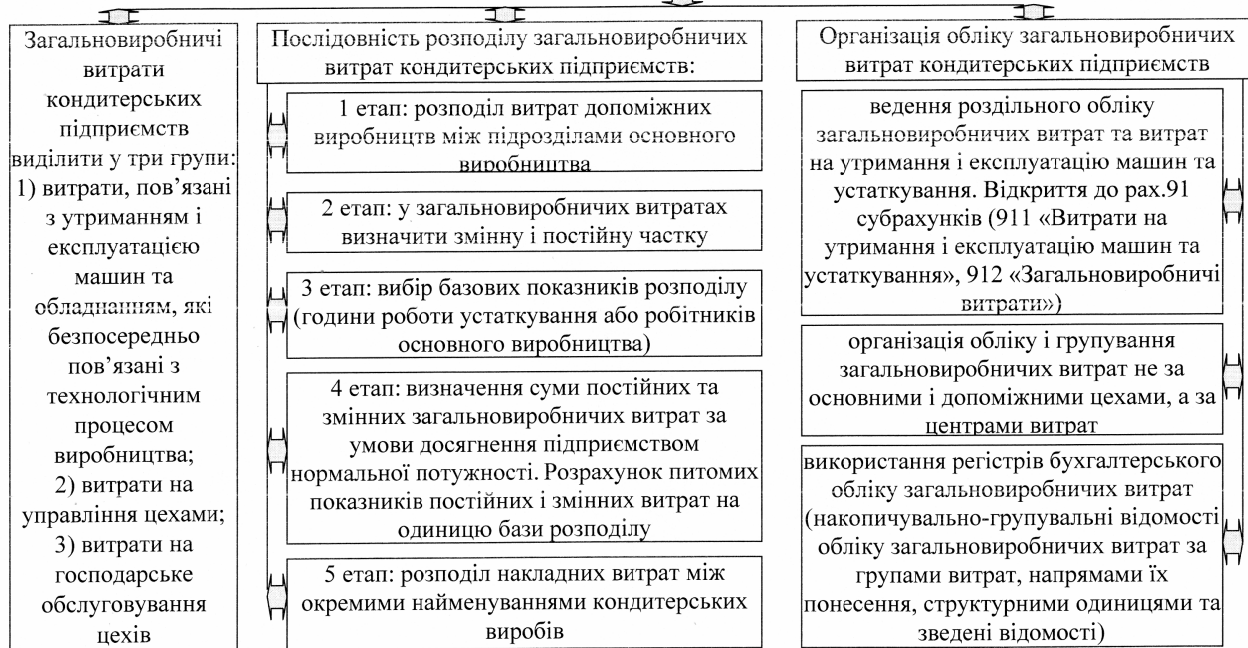 Загальновиробничі
витрати
кондитерських
підприємств
виділити у три групи:
1) витрати, пов’язані
з утриманням і
експлуатацією
машин та
обладнанням, які
безпосередньо
пов’язані з
технологічним
процесом
виробництва;
2) витрати на
управління цехами;
3) витрати на
господарське
обслуговування
цехів
Послідовність розподілу загальновиробничих
витрат кондитерських підприємств:
1 етап: розподіл витрат допоміжних
виробництв між підрозділами основного
виробництва
2 етап: у загальновиробничих витратах
визначити змінну і постійну частку
3 етап: вибір базових показників розподілу
(години роботи устаткування або робітників
основного виробництва)
4 етап: визначення суми постійних та
змінних загальновиробничих витрат за
умови досягнення підприємством
нормальної потужності. Розрахунок питомих
показників постійних і змінних витрат на
одиницю бази розподілу
5 етап: розподіл накладних витрат між
окремими найменуваннями кондитерських
виробів
Організація обліку загальновиробничих
витрат кондитерських підприємств
ведення роздільного обліку
загальновиробничих витрат та витрат
на утримання і експлуатацію машин та
устаткування. Відкриття до рах.91
субрахунків (911 «Витрати на
утримання і експлуатацію машин та
устаткування», 912 «Загальновиробничі
витрати»)
організація обліку і групування
загальновиробничих витрат не за
основними і допоміжними цехами, а за
центрами витрат
використання регістрів бухгалтерського
обліку загальновиробничих витрат
(накопичувально-групувальні відомості
обліку загальновиробничих витрат за
групами витрат, напрямами їх
понесення, структурними одиницями та
зведені відомості)